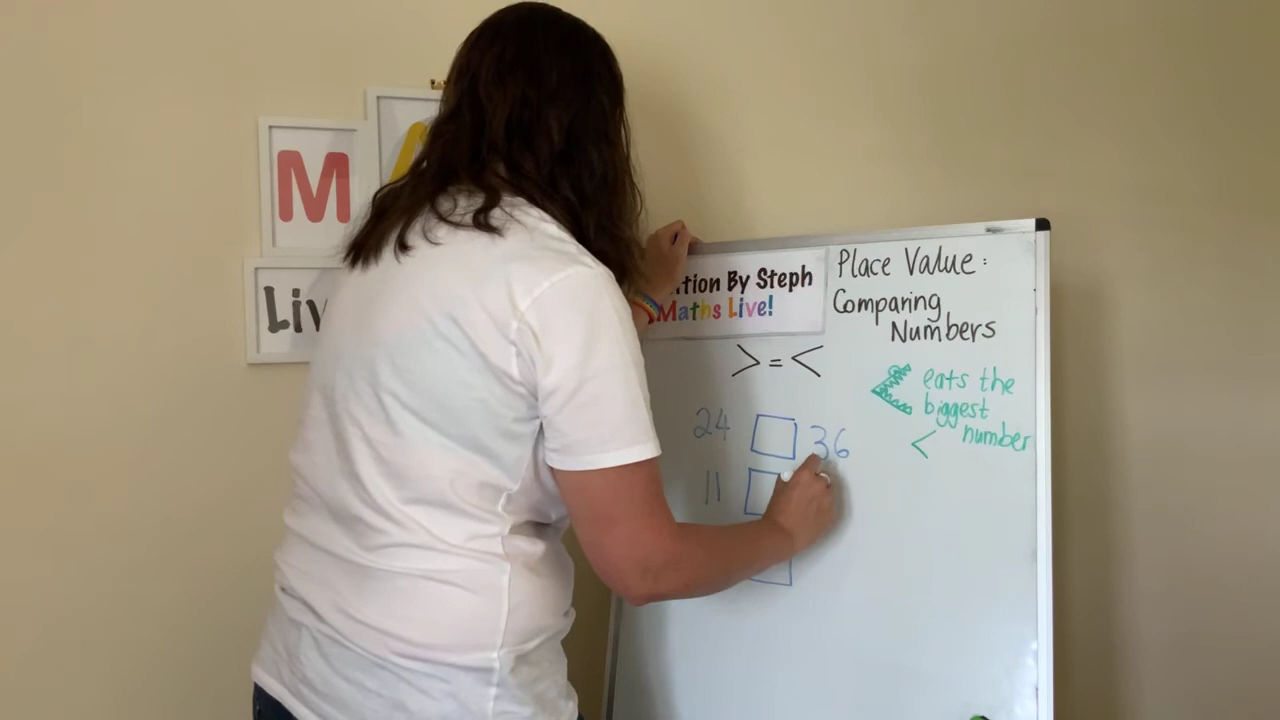 M
Liv
tion By Steph
Maths Live!
Place Value:
Comparing
Numbers
> = <
eats the
biggest
number
<
24 36
11